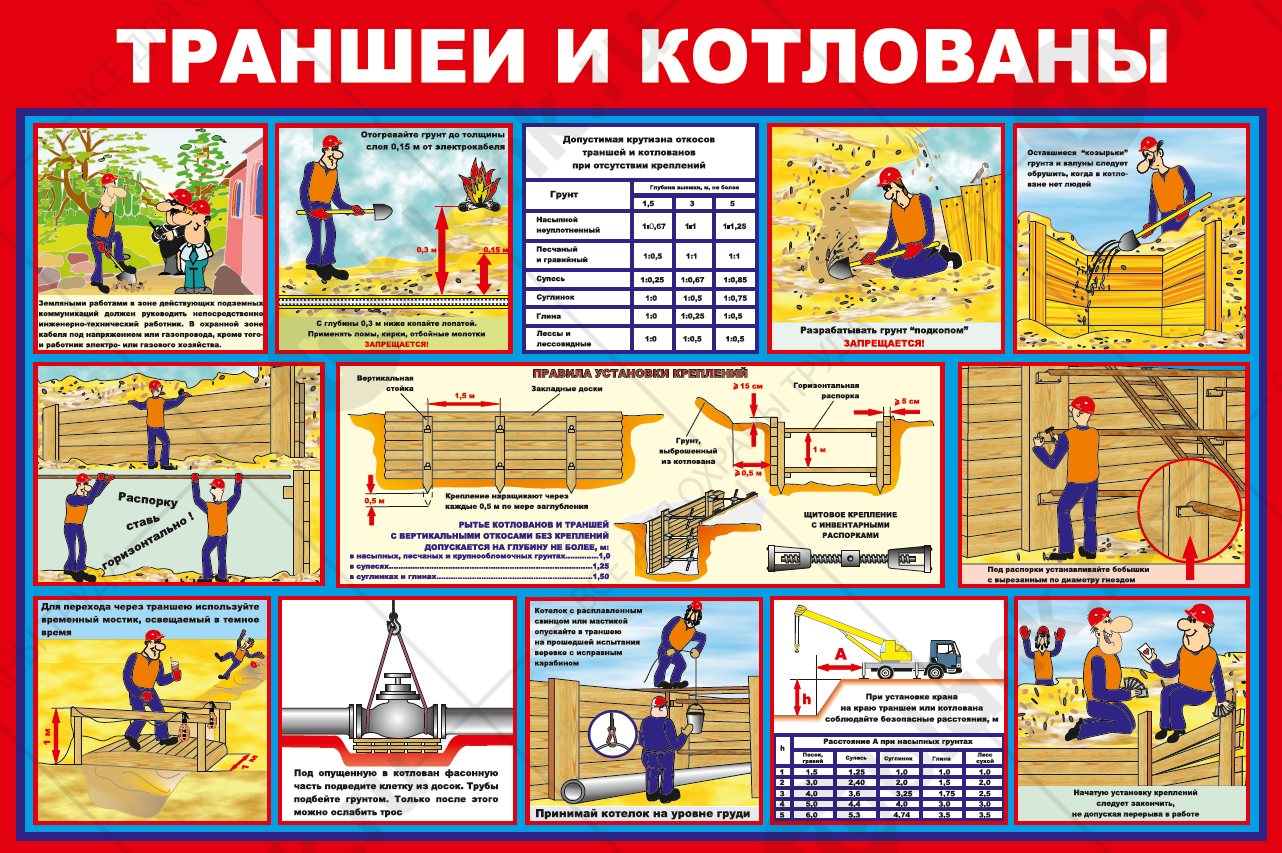 ТРАНШЕИ И КОТЛОВАНЫ
Земляными работами в зоне действующих подземных
коммуникаций должен руководить непосредственно
инженерно-технический работник. В охранной зоне
кабеля под напряжением или газопровода, кроме того-
и работник электро- или газового хозяйства.
Отогревайте грунт до толщины
слоя 0,15 м от электрокабеля
0,3 м
0,15 м
С глубины 0,3 м ниже копайте лопатой.
Применять ломы, кирки, отбойные молотки
ЗАПРЕЩАЕТСЯ!
Допустимая крутизна откосов
траншей и котлованов
при отсутствии креплений
Грунт
Глубина выемки, м, не более
1,5 3 5
Насыпной
неуплотненный 1:0,67 1:1 1:1,25
Песчаный
и гравийный 1:0,5 1:1 1:1
Супесь 1:0,25 1:0,67 1:0,85
Суглинок 1:0 1:0,5 1:0,75
Глина 1:0 1:0,25 1:0,5
Лессы и
лессовидные 1:0 1:0,5 1:0,5
Разрабатывать грунт “подкопом”
ЗАПРЕЩАЕТСЯ!
Оставшиеся “козырьки”
грунта и валуны следует
обрушить, когда в котло-
ване нет людей
Распорку
ставь
горизонтально !
ПРАВИЛА УСТАНОВКИ КРЕПЛЕНИЙ
Вертикальная
стойка
1,5 м
Закладные доски
0,5 м
Крепление наращивают через
каждые 0,5 м по мере заглубления
⩾ 15 см
Горизонтальная
распорка
⩾ 5 см
Грунт,
выброшенный
из котлована
1 м
⩾ 0,5 м
РЫТЬЕ КОТЛОВАНОВ И ТРАНШЕЙ
С ВЕРТИКАЛЬНЫМИ ОТКОСАМИ БЕЗ КРЕПЛЕНИЙ
ДОПУСКАЕТСЯ НА ГЛУБИНУ НЕ БОЛЕЕ, м:
в насыпных, песчаных и крупнообломочных грунтах..............1,0
в супесях..............1,25
в суглинках и глинах..............1,50
ЩИТОВОЕ КРЕПЛЕНИЕ
С ИНВЕНТАРНЫМИ
РАСПОРКАМИ
Под распорки устанавливайте бобышки
с вырезанным по диаметру гнездом
Для перехода через траншею используйте
временный мостик, освещаемый в темное
время
1 м
1 м
Под опущенную в котлован фасонную
часть подведите клетку из досок. Трубы
подбейте грунтом. Только после этого
можно ослабить трос
Котелок с расплавленным
свинцом или мастикой
опускайте в траншею
на прошедшей испытания
веревке с исправным
карабином
Принимай котелок на уровне груди
A
h
При установке крана
на краю траншеи или котлована
соблюдайте безопасные расстояния, м
h Расстояние А при насыпных грунтах
Песок,
гравий Супесь Суглинок Глина Лесс
сухой
1 1,5 1,25 1,0 1,0 1,0
2 3,0 2,40 2,0 1,5 2,0
3 4,0 3,6 3,25 1,75 2,5
4 5,0 4,4 4,0 3,0 3,0
5 6,0 5,3 4,74 3,5 3,5
Начатую установку креплений
следует закончить,
не допуская перерыва в работе